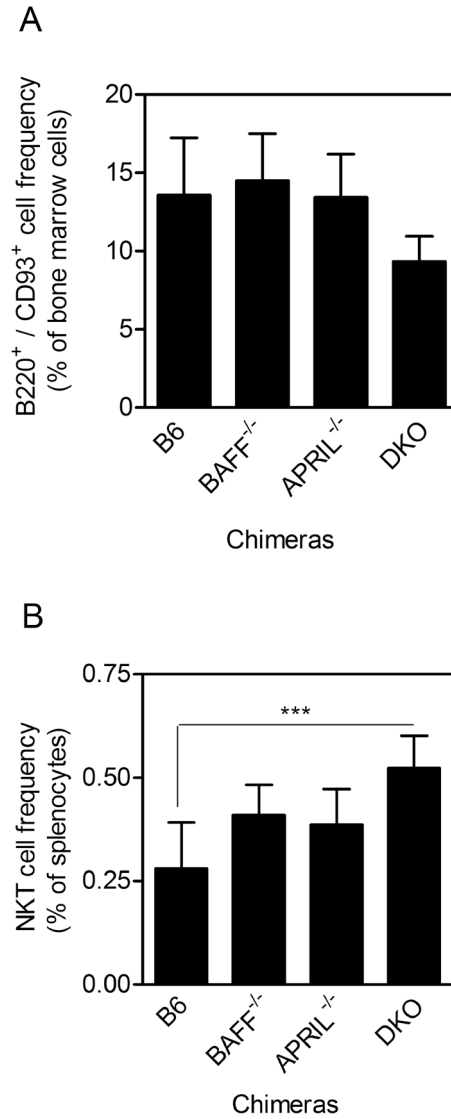 A
B220⁺ / CD93⁺ cell frequency
(% of bone marrow cells)
20
15
10
5
0
B6
BAFF⁻/⁻
APRIL⁻/⁻
DKO
Chimeras
B
NKT cell frequency
(% of splenocytes)
0.75
0.50
0.25
0.00
***
B6
BAFF⁻/⁻
APRIL⁻/⁻
DKO
Chimeras